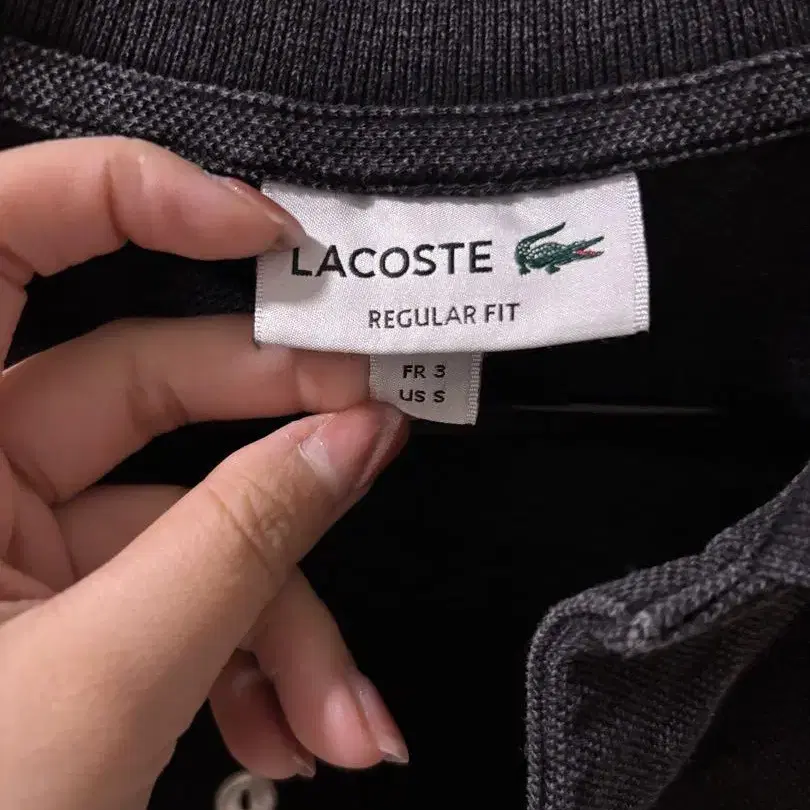 LACOSTE
REGULAR FIT
FR 3
US S